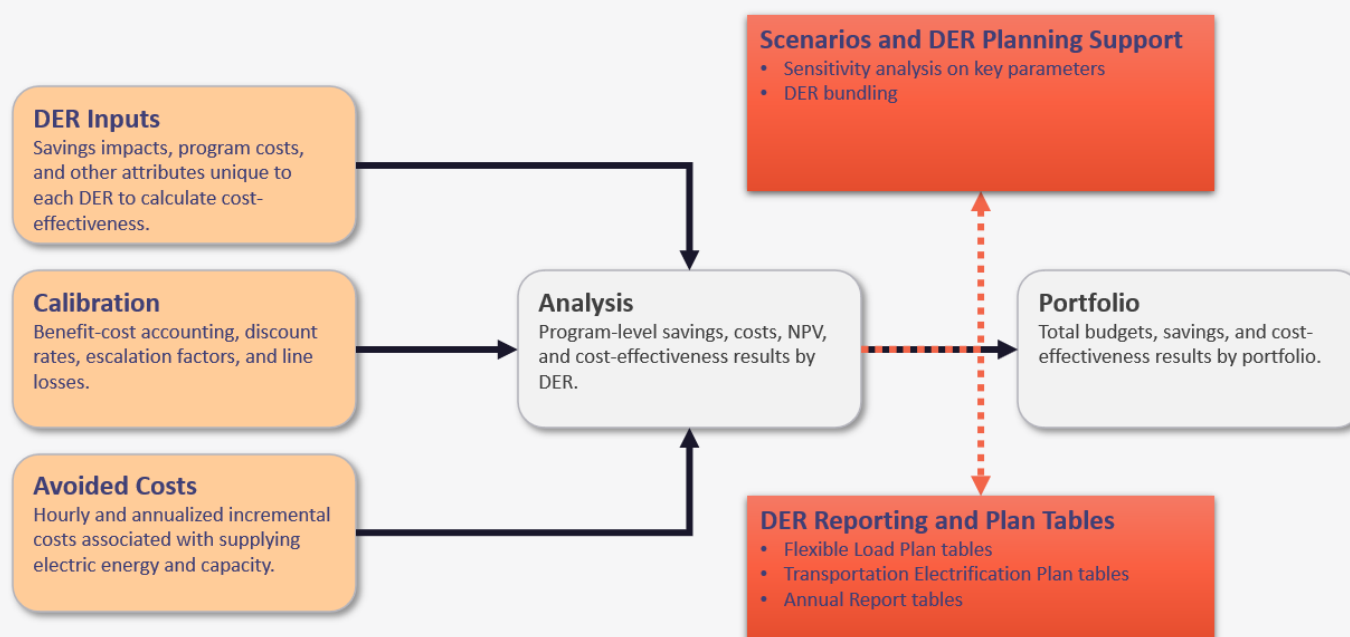 Scenarios and DER Planning Support
• Sensitivity analysis on key parameters
• DER bundling
DER Inputs
Savings impacts, program costs,
and other attributes unique to
each DER to calculate cost-
effectiveness.
Calibration
Benefit-cost accounting, discount
rates, escalation factors, and line
losses.
Analysis
Program-level savings, costs, NPV,
and cost-effectiveness results by
DER.
Portfolio
Total budgets, savings, and cost-
effectiveness results by portfolio.
Avoided Costs
Hourly and annualized incremental
costs associated with supplying
electric energy and capacity.
DER Reporting and Plan Tables
• Flexible Load Plan tables
• Transportation Electrification Plan tables
• Annual Report tables